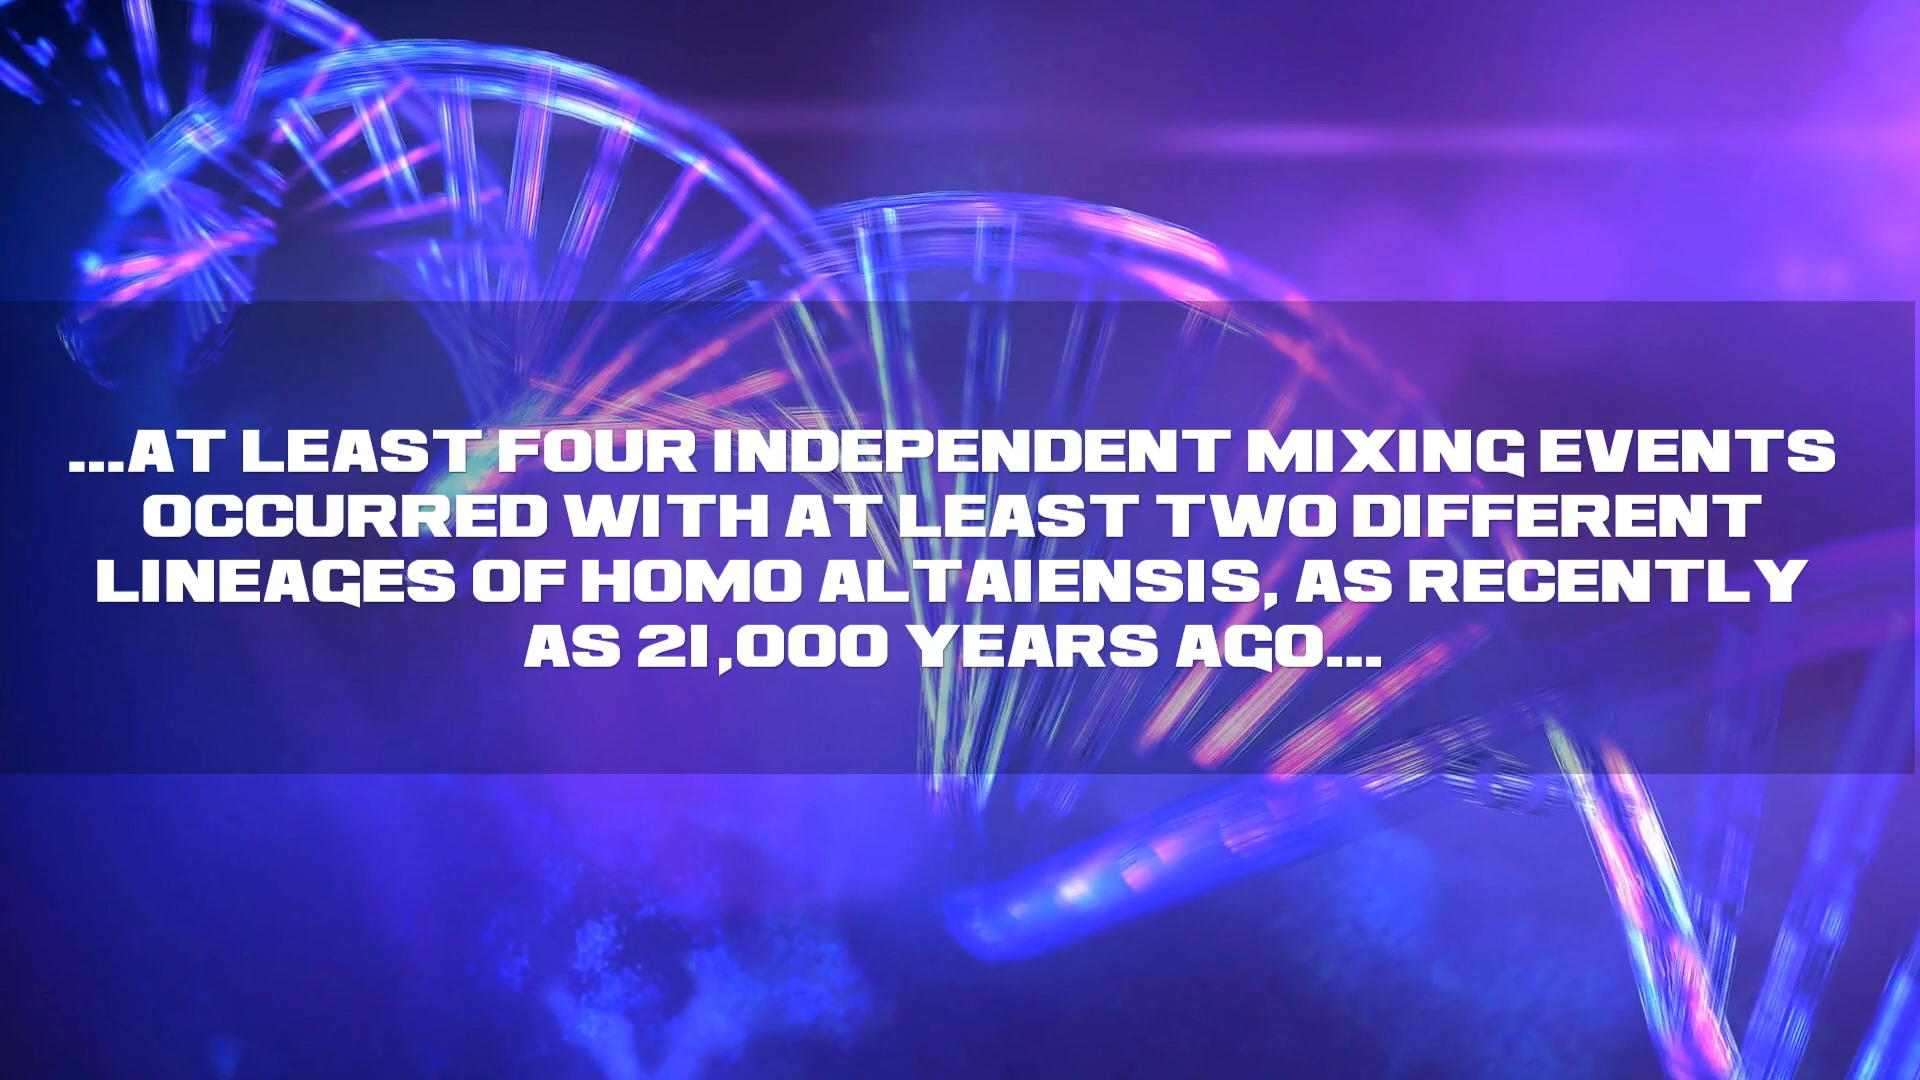 ...AT LEAST FOUR INDEPENDENT MIXING EVENTS
OCCURRED WITH AT LEAST TWO DIFFERENT
LINEAGES OF HOMO ALTAIENSIS, AS RECENTLY
AS 21,000 YEARS AGO...